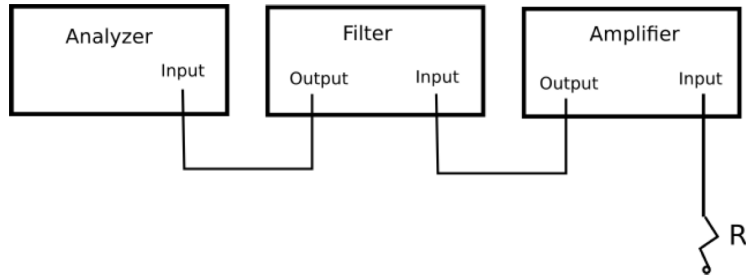 Analyzer
Input
Filter
Output
Input
Amplifier
Output
Input
R